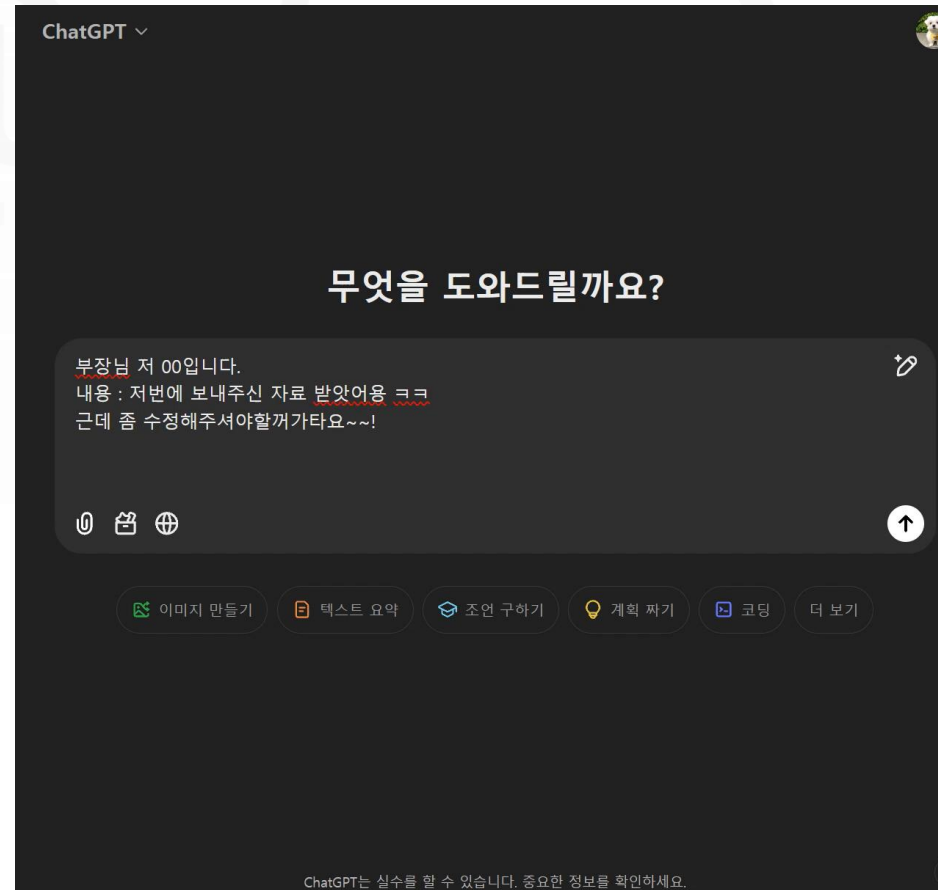 ChatGPT
무엇을 도와드릴까요?
부장님 저 00입니다.
내용 : 저번에 보내주신 자료 받앗어용 ㅋㅋ
근데 좀 수정해주셔야할꺼가타요~~!
이미지 만들기 텍스트 요약 조언 구하기 계획 짜기 코딩 더 보기
ChatGPT는 실수를 할 수 있습니다. 중요한 정보를 확인하세요.